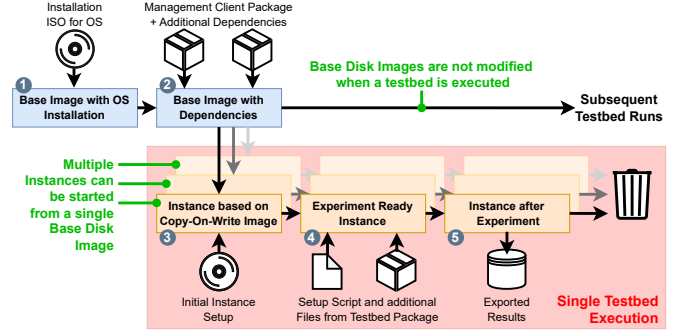 Installation
ISO for OS
Management Client Package
+ Additional Dependencies
Base Disk Images are not modified
when a testbed is executed
1
Base Image with OS
Installation
2
Base Image with
Dependencies
Subsequent
Testbed Runs
Multiple
Instances can
be started
from a single
Base Disk
Image
Instance based on
Copy-On-Write Image
3
Experiment Ready
Instance
4
Instance after
Experiment
5
Initial Instance
Setup
Setup Script and additional
Files from Testbed Package
Exported
Results
Single Testbed
Execution